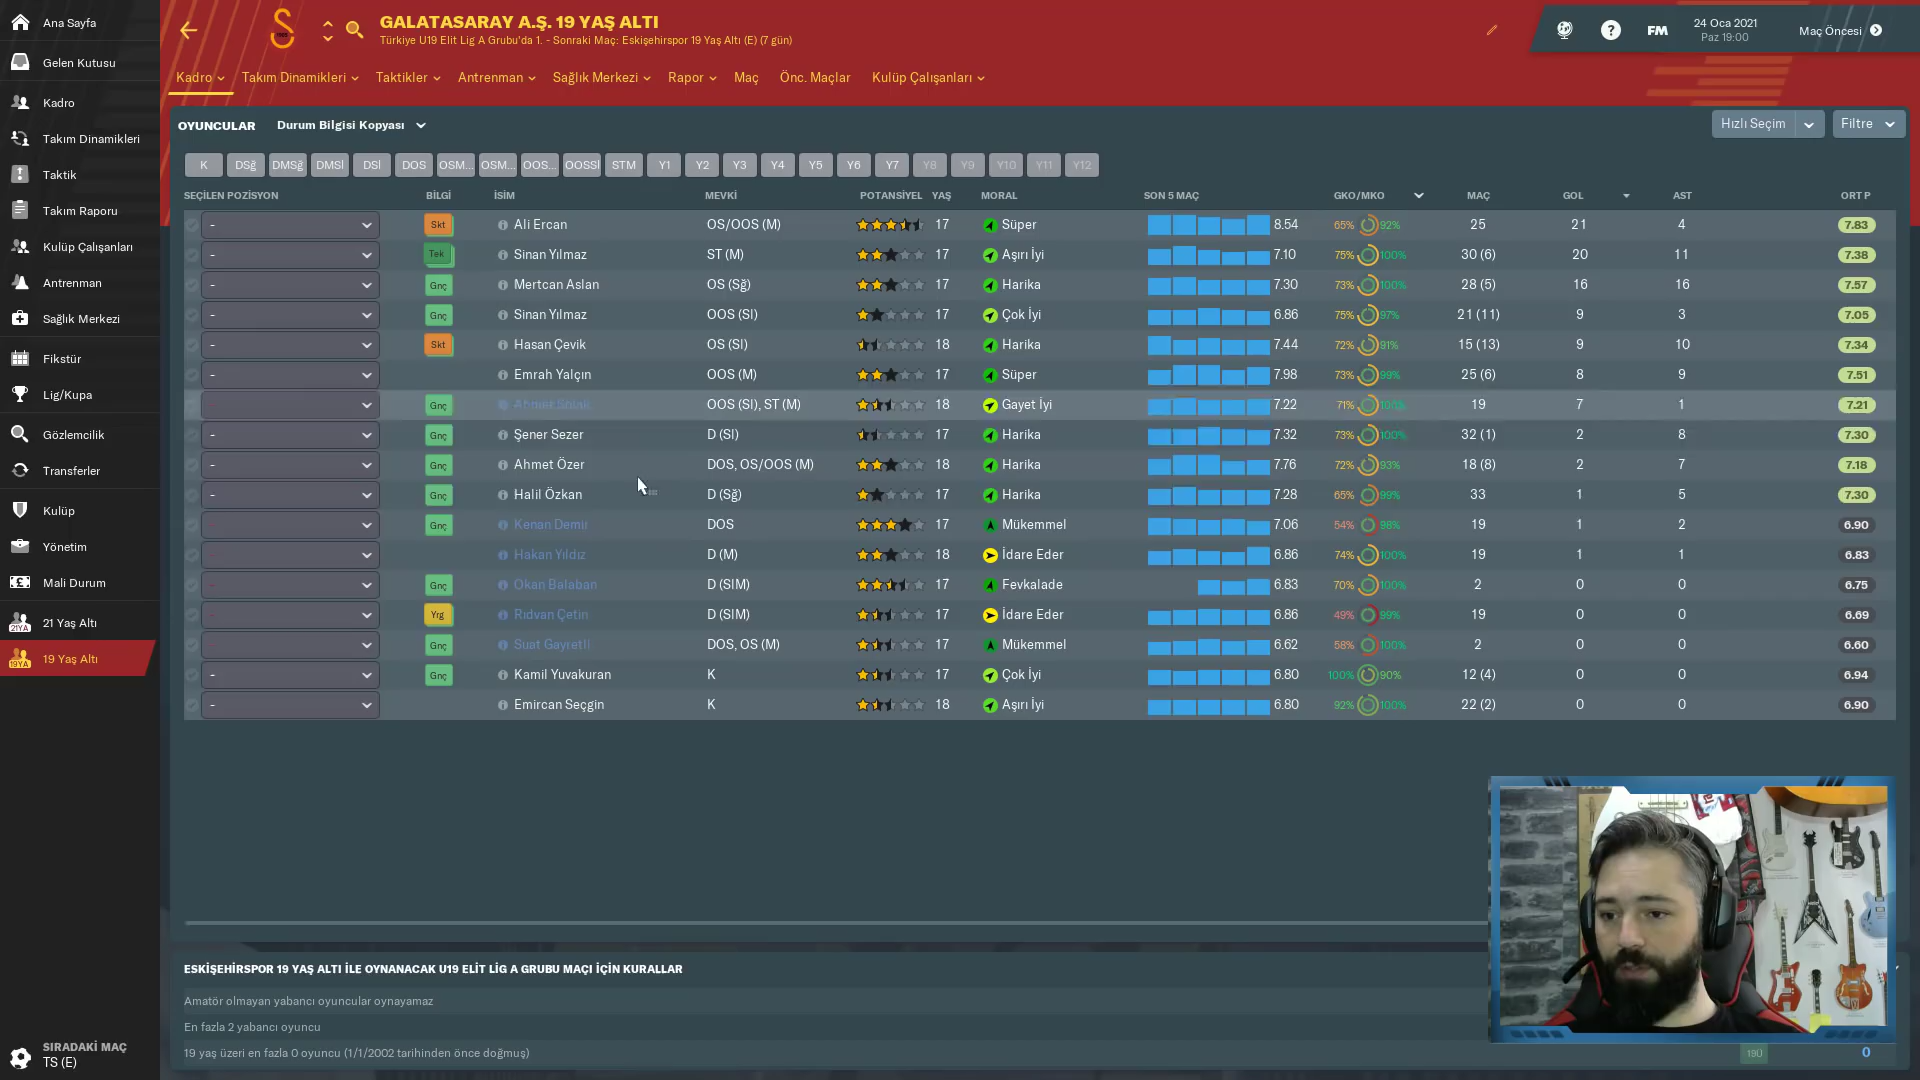 Ana Sayfa
Gelen Kutusu
Kadro
Takım Dinamikleri
Taktik
Takım Raporu
Kulüp Çalışanları
Antrenman
Sağlık Merkezi
Fikstür
Lig/Kupa
Gözlemcilik
Transferler
Kulüp
Yönetim
Mali Durum
21YA 21 Yaş Altı
19YA 19 Yaş Altı
SIRADAKİ MAÇ
TS (E)
GALATASARAY A.Ş. 19 YAŞ ALTI
Türkiye U19 Elit Lig A Grubu'da 1. - Sonraki Maç: Eskişehirspor 19 Yaş Altı (E) (7 gün)
FM
24 Oca 2021
Paz 19:00
Maç Öncesi
Kadro Takım Dinamikleri Taktikler Antrenman Sağlık Merkezi Rapor Maç Önc. Maçlar Kulüp Çalışanları
OYUNCULAR Durum Bilgisi Kopyası Hızlı Seçim Filtre
K DSğ DMSğ DMSl DSl DOS OSM... OSM... OOS... OOSSl STM Y1 Y2 Y3 Y4 Y5 Y6 Y7 Y8 Y9 Y10 Y11 Y12
SEÇİLEN POZİSYON BİLGİ İSİM MEVKİ POTANSİYEL YAŞ MORAL SON 5 MAÇ GKO/MKO MAÇ GOL AST ORT P
- Skt Ali Ercan OS/OOS (M) 17 Süper 8.54 65% 92% 25 21 4 7.83
- Tek Sinan Yılmaz ST (M) 17 Aşırı İyi 7.10 75% 100% 30 (6) 20 11 7.38
- Gnç Mertcan Aslan OS (Sğ) 17 Harika 7.30 73% 100% 28 (5) 16 16 7.57
- Gnç Sinan Yılmaz OOS (Sl) 17 Çok İyi 6.86 75% 97% 21 (11) 9 3 7.05
- Skt Hasan Çevik OS (Sl) 18 Harika 7.44 72% 91% 15 (13) 9 10 7.34
- Emrah Yalçın OOS (M) 17 Süper 7.98 73% 99% 25 (6) 8 9 7.51
- Gnç OOS (Sl), ST (M) 18 Gayet İyi 7.22 71% 100% 19 7 1 7.21
- Gnç Şener Sezer D (Sl) 17 Harika 7.32 73% 100% 32 (1) 2 8 7.30
- Gnç Ahmet Özer DOS, OS/OOS (M) 18 Harika 7.76 72% 93% 18 (8) 2 7 7.18
- Gnç Halil Özkan D (Sğ) 17 Harika 7.28 65% 99% 33 1 5 7.30
- Gnç Kenan Demir DOS 17 Mükemmel 7.06 54% 98% 19 1 2 6.90
- Hakan Yıldız D (M) 18 İdare Eder 6.86 74% 100% 19 1 1 6.83
- Gnç Okan Balaban D (SlM) 17 Fevkalade 6.83 70% 100% 2 0 0 6.75
- Yrg Rıdvan Çetin D (SlM) 17 İdare Eder 6.86 49% 99% 19 0 0 6.69
- Gnç Suat Gayretli DOS, OS (M) 17 Mükemmel 6.62 58% 100% 2 0 0 6.60
- Gnç Kamil Yuvakuran K 17 Çok İyi 6.80 100% 90% 12 (4) 0 0 6.94
- Emircan Seçgin K 18 Aşırı İyi 6.80 92% 100% 22 (2) 0 0 6.90
ESKİŞEHİRSPOR 19 YAŞ ALTI İLE OYNANACAK U19 ELİT LİG A GRUBU MAÇI İÇİN KURALLAR
Amatör olmayan yabancı oyuncular oynayamaz
En fazla 2 yabancı oyuncu
19 yaş üzeri en fazla 0 oyuncu (1/1/2002 tarihinden önce doğmuş) 19Ü 0